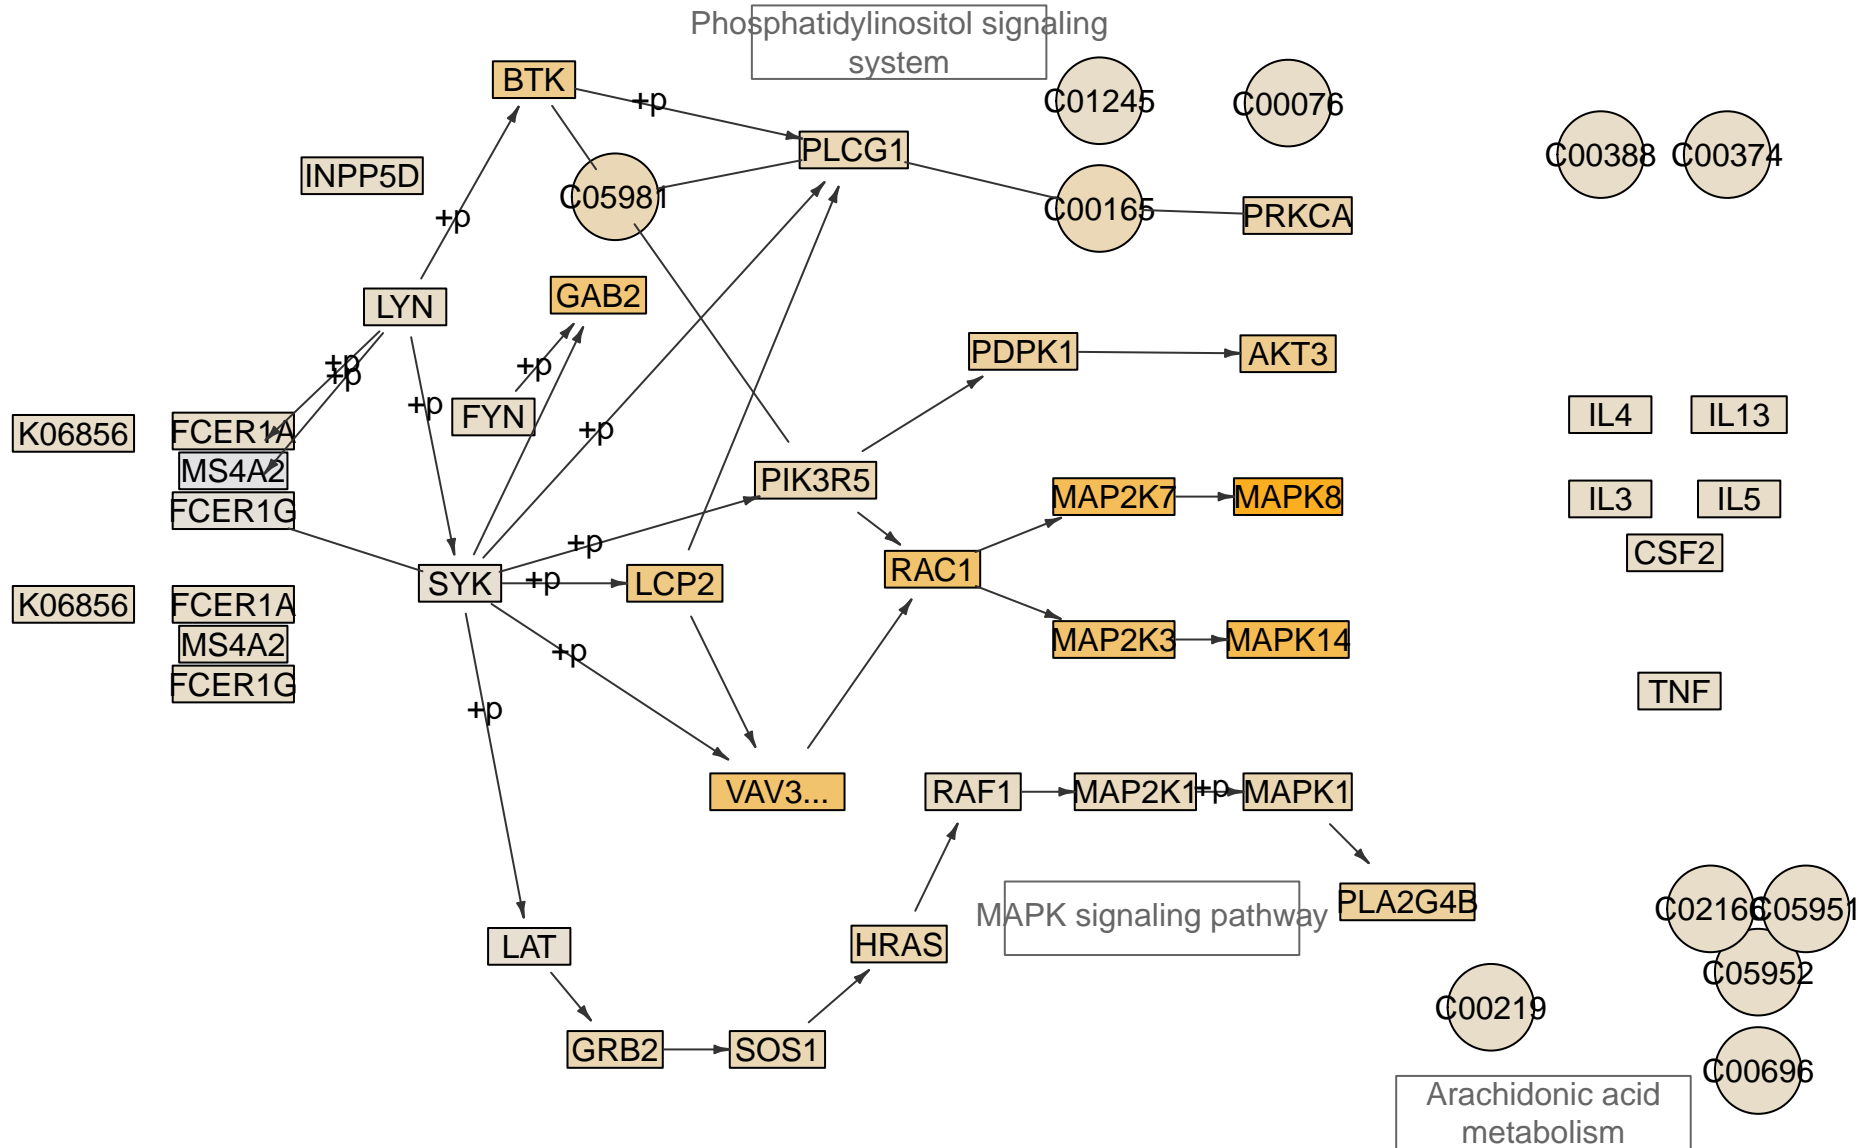 Phosphatidylinositol signaling
system
BTK
+p
C01245
C00076
PLCG1
C00388
C00374
INPP5D
C05981
C00165
PRKCA
+p
LYN
GAB2
+p
+p
+p
PDPK1
AKT3
+p
FYN
+p
K06856
FCER1A
MS4A2
FCER1G
IL4
IL13
PIK3R5
MAP2K7
MAPK8
IL3
IL5
+p
CSF2
SYK
+p
LCP2
RAC1
K06856
FCER1A
MS4A2
FCER1G
+p
MAP2K3
MAPK14
TNF
+p
VAV3...
RAF1
MAP2K1
+p
MAPK1
MAPK signaling pathway
PLA2G4B
C02166
C05951
LAT
HRAS
C05952
C00219
GRB2
SOS1
C00696
Arachidonic acid
metabolism